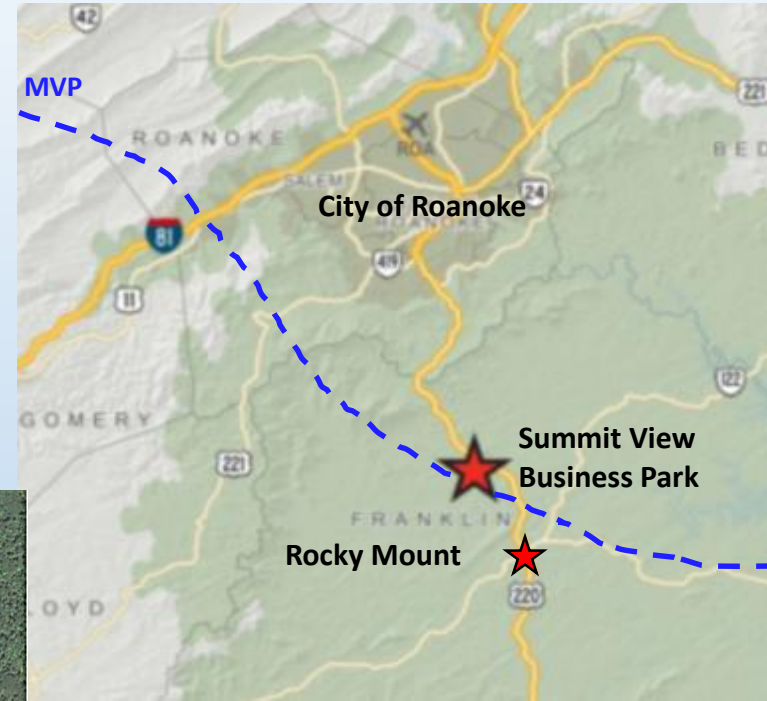 42
MVP
221
ROANOKE
ROA
BED
SALEM
24
City of Roanoke
ROANOKE
81
419
11
122
GOMERY
Summit View
Business Park
221
FRANKLIN
Rocky Mount
LOYD
220